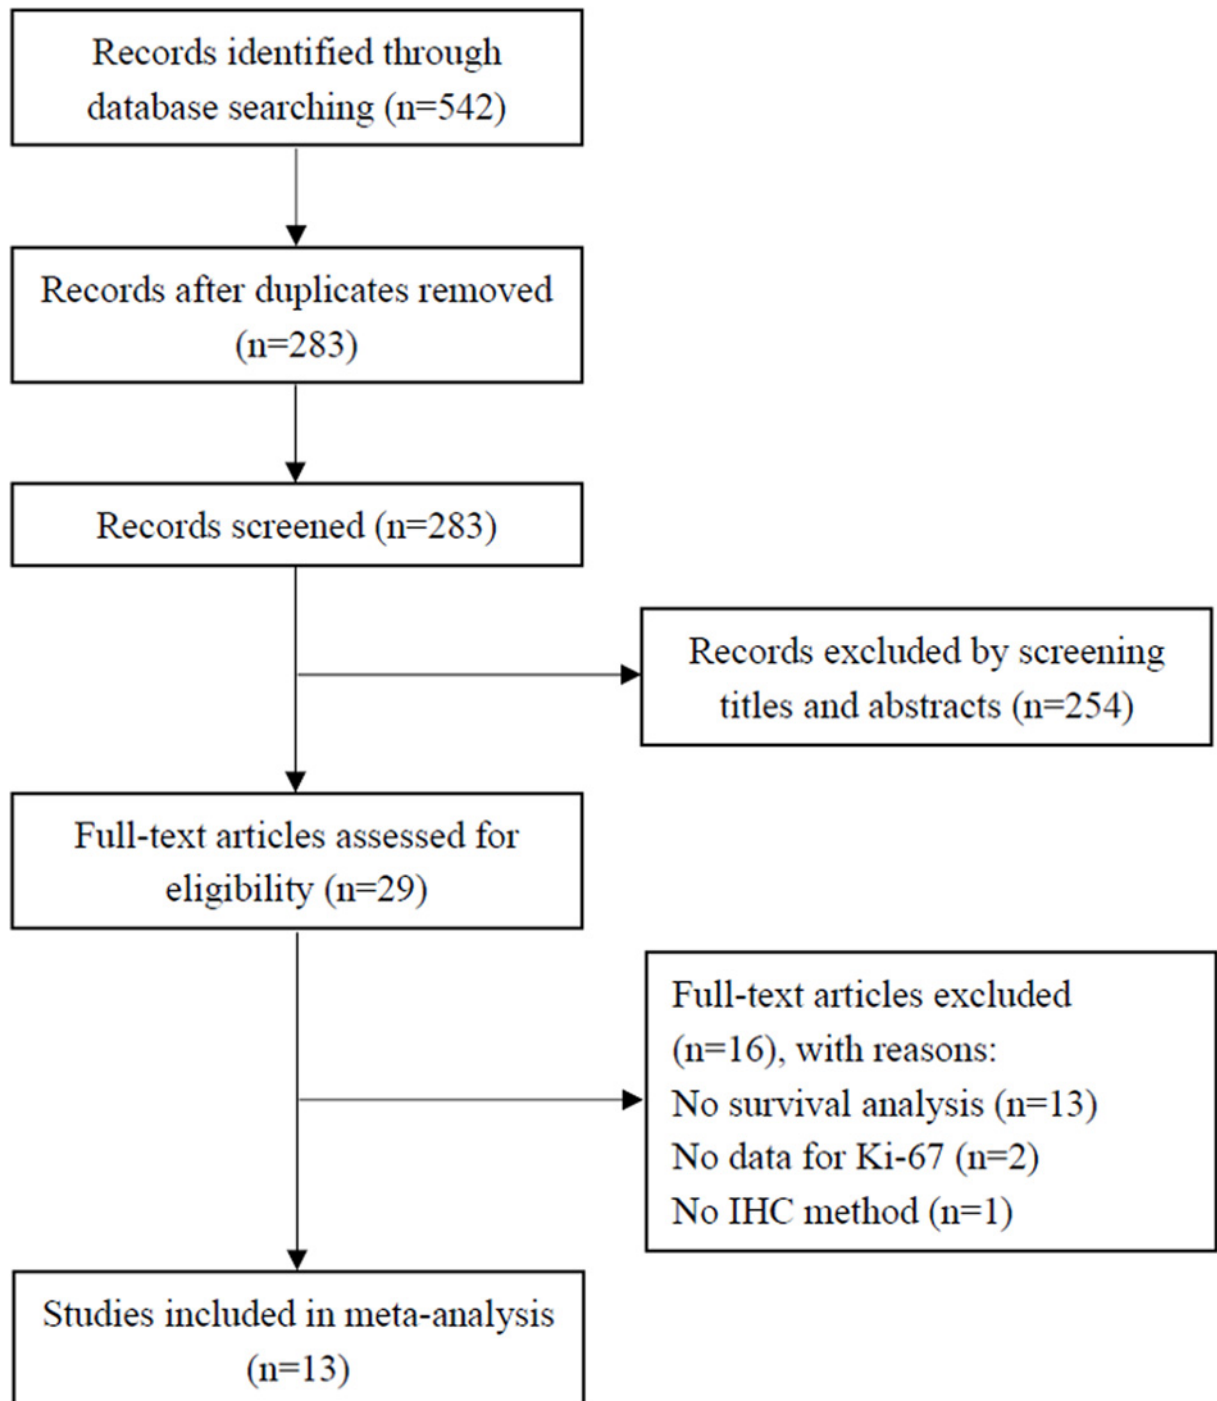 Records identified through
database searching (n=542)
Records after duplicates removed
(n=283)
Records screened (n=283)
Records excluded by screening
titles and abstracts (n=254)
Full-text articles assessed for
eligibility (n=29)
Full-text articles excluded
(n=16), with reasons:
No survival analysis (n=13)
No data for Ki-67 (n=2)
No IHC method (n=1)
Studies included in meta-analysis
(n=13)